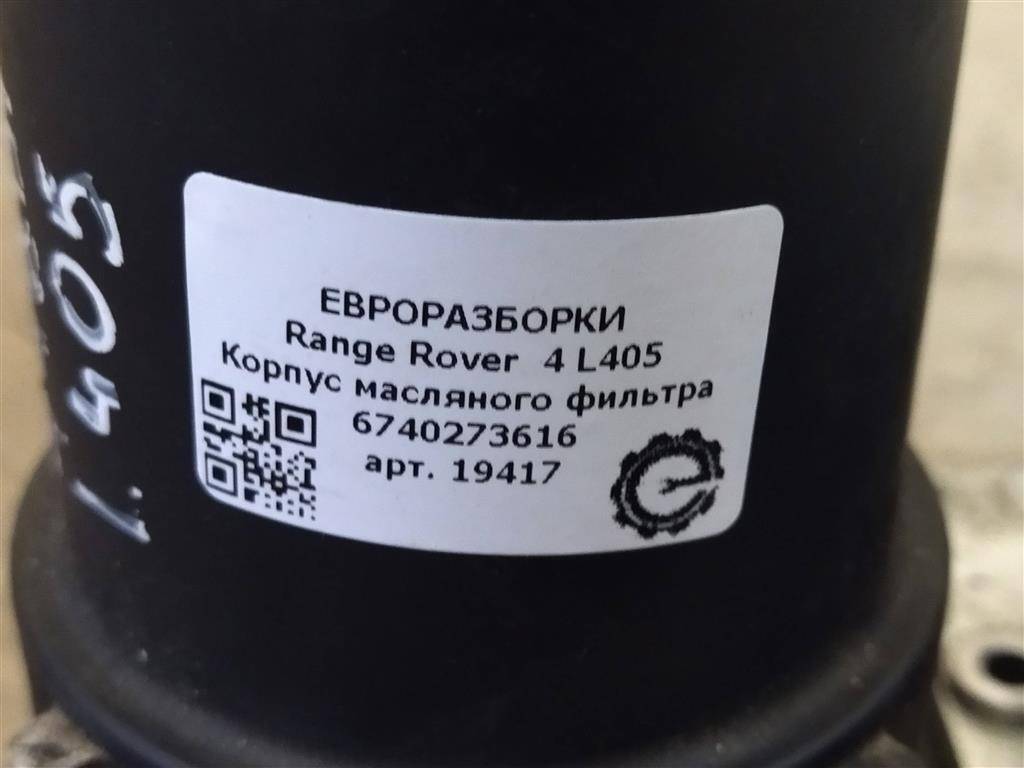 ЕВРОРАЗБОРКИ
Range Rover 4 L405
Корпус масляного фильтра
6740273616
арт. 19417
L405